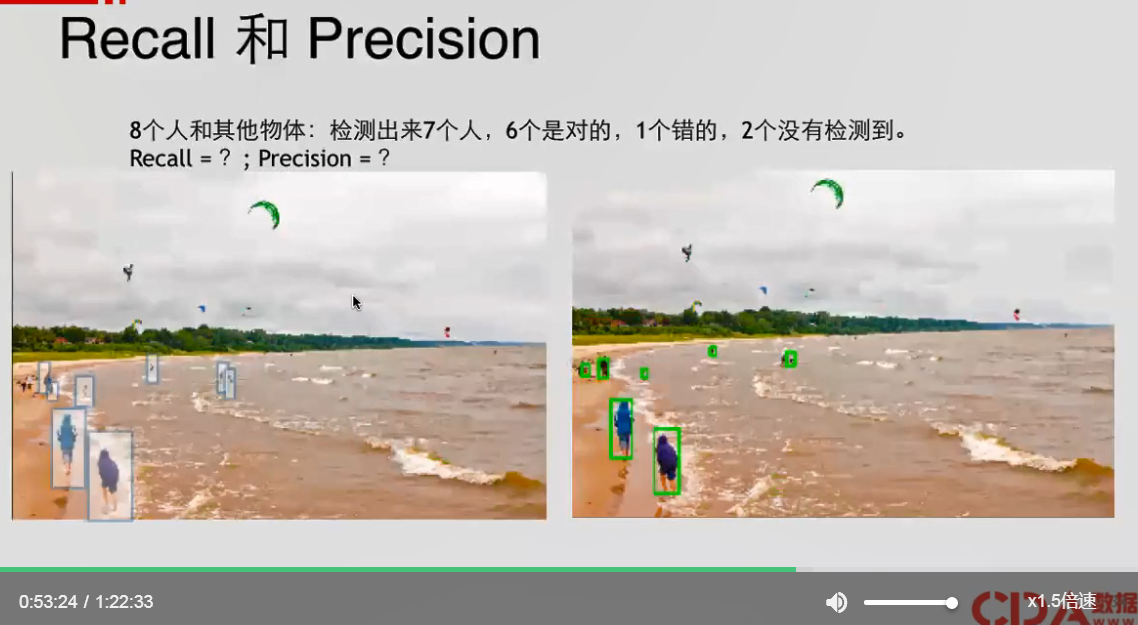 Recall 和 Precision
8个人和其他物体：检测出来7个人，6个是对的，1个错的，2个没有检测到。
Recall = ？；Precision = ？
0:53:24 / 1:22:33
x1.5倍速
CDA数据
WWW.